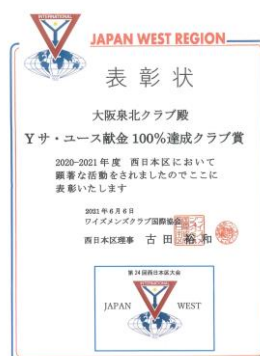 INTERNATIONAL
JAPAN WEST REGION
表彰状
大阪泉北クラブ殿
Yサ・ユース献金100%達成クラブ賞
2020-2021年度 西日本区において
顕著な活動をされましたのでここに
表彰いたします
2021年6月6日
ワイズメンズクラブ国際協会
西日本区理事 古田裕和
第24回西日本区大会
INTERNATIONAL
JAPAN WEST